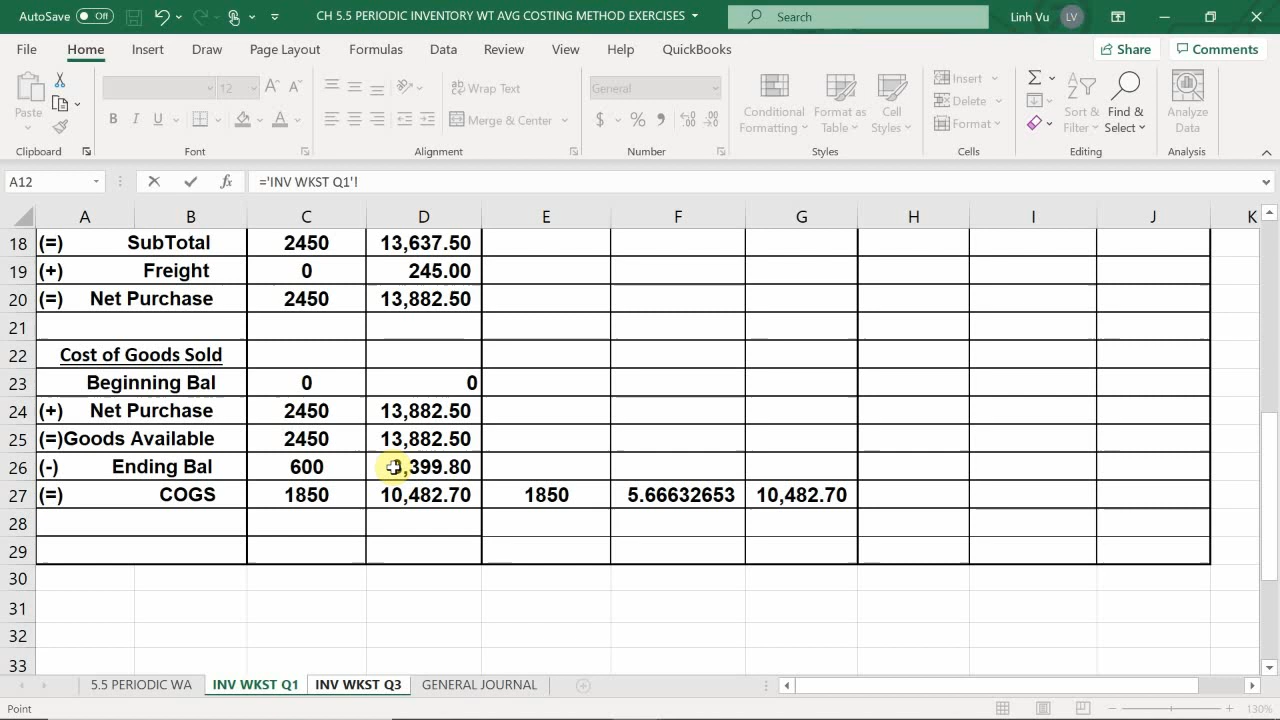 AutoSave Off CH 5.5 PERIODIC INVENTORY WT AVG COSTING METHOD EXERCISES Search Linh Vu LV
File Home Insert Draw Page Layout Formulas Data Review View Help QuickBooks Share Comments
Paste 12 A A Wrap Text General Conditional Formatting Format as Table Cell Styles Insert Sort & Filter Find & Select Analyze Data
B I U A Merge & Center $ % Delete
Format
Clipboard Font Alignment Number Styles Cells Editing Analysis
A12 fx ='INV WKST Q1'!
A B C D E F G H I J K
18 (=) SubTotal 2450 13,637.50
19 (+) Freight 0 245.00
20 (=) Net Purchase 2450 13,882.50
21
22 Cost of Goods Sold
23 Beginning Bal 0 0
24 (+) Net Purchase 2450 13,882.50
25 (=)Goods Available 2450 13,882.50
26 (-) Ending Bal 600 ,399.80
27 (=) COGS 1850 10,482.70 1850 5.66632653 10,482.70
28
29
30
31
32
33
5.5 PERIODIC WA INV WKST Q1 INV WKST Q3 GENERAL JOURNAL
Point 130%